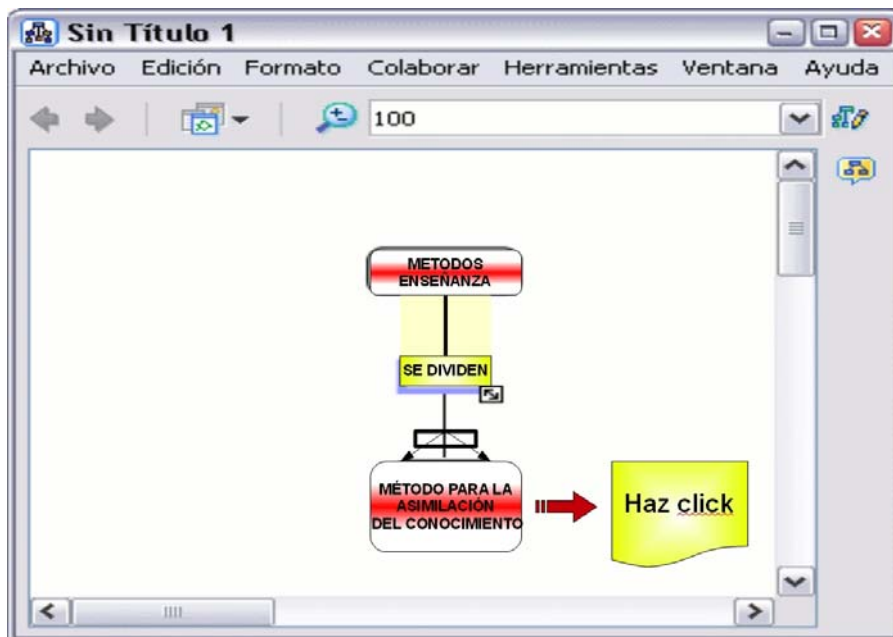 Sin Título 1
Archivo Edición Formato Colaborar Herramientas Ventana Ayuda
100
METODOS
ENSEÑANZA
SE DIVIDEN
MÉTODO PARA LA
ASIMILACIÓN
DEL CONOCIMIENTO
Haz click